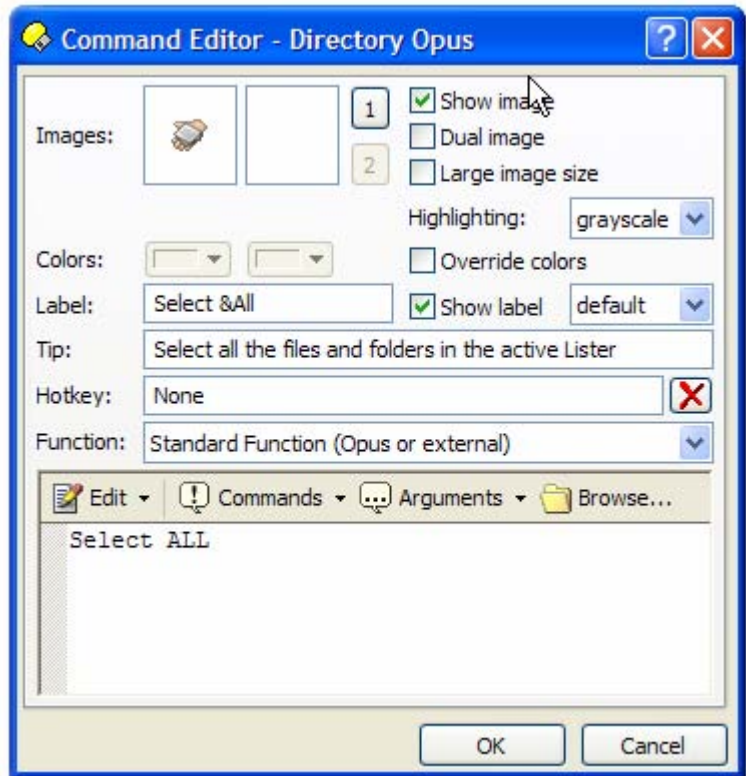 Command Editor - Directory Opus
Images:
1
2
Show image
Dual image
Large image size
Highlighting: grayscale
Colors:
Override colors
Label: Select &All
Show label default
Tip: Select all the files and folders in the active Lister
Hotkey: None
Function: Standard Function (Opus or external)
Edit Commands Arguments Browse...
Select ALL
OK Cancel